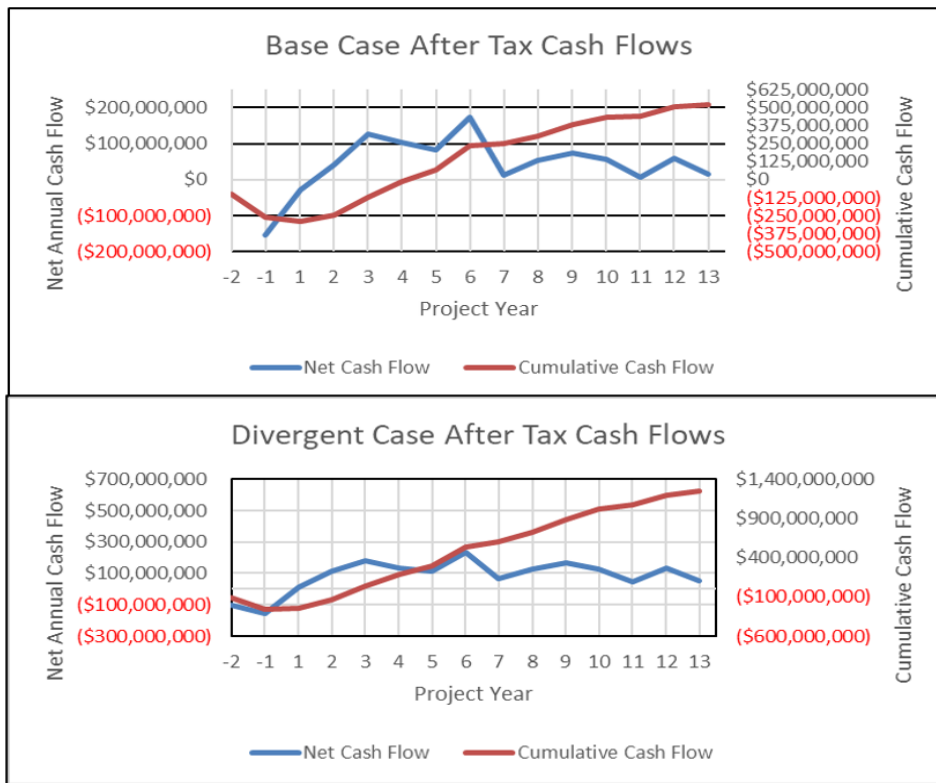 Base Case After Tax Cash Flows
Net Annual Cash Flow
$200,000,000
$100,000,000
$0
($100,000,000)
($200,000,000)
$625,000,000
$500,000,000
$375,000,000
$250,000,000
$125,000,000
$0
($125,000,000)
($250,000,000)
($375,000,000)
($500,000,000)
Cumulative Cash Flow
-2 -1 1 2 3 4 5 6 7 8 9 10 11 12 13
Project Year
Net Cash Flow Cumulative Cash Flow
Divergent Case After Tax Cash Flows
Net Annual Cash Flow
$700,000,000
$500,000,000
$300,000,000
$100,000,000
($100,000,000)
($300,000,000)
$1,400,000,000
$900,000,000
$400,000,000
($100,000,000)
($600,000,000)
Cumulative Cash Flow
-2 -1 1 2 3 4 5 6 7 8 9 10 11 12 13
Project Year
Net Cash Flow Cumulative Cash Flow